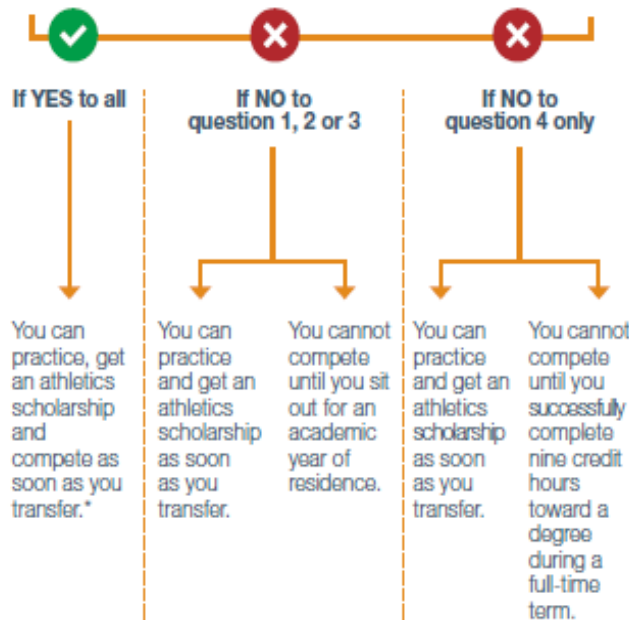 If YES to all
If NO to
question 1, 2 or 3
If NO to
question 4 only
You can
practice, get
an athletics
scholarship
and
compete as
soon as you
transfer.*
You can
practice
and get an
athletics
scholarship
as soon
as you
transfer.
You cannot
compete
until you sit
out for an
academic
year of
residence.
You can
practice
and get an
athletics
scholarship
as soon
as you
transfer.
You cannot
compete
until you
successfully
complete
nine credit
hours
toward a
degree
during a
full-time
term.